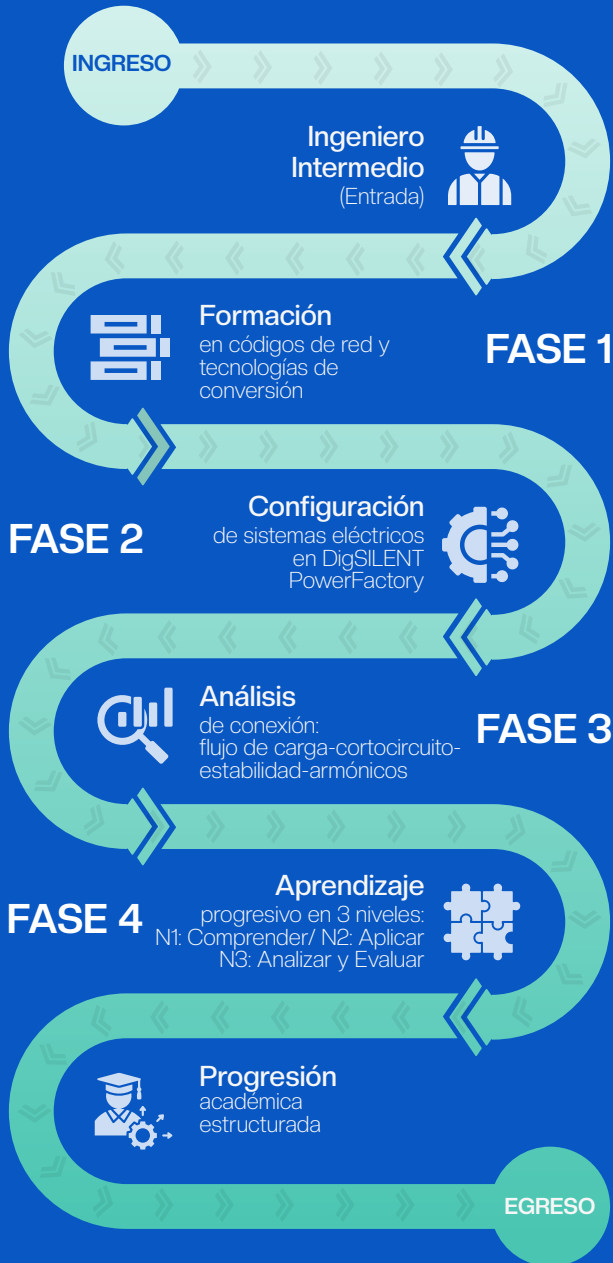 INGRESO
Ingeniero
Intermedio
(Entrada)
Formación
en códigos de red y
tecnologías de
conversión
FASE 1
Configuración
de sistemas eléctricos
en DigSILENT
PowerFactory
FASE 2
Análisis
de conexión:
flujo de carga-cortocircuito-
estabilidad-armónicos
FASE 3
Aprendizaje
progresivo en 3 niveles:
N1: Comprender/ N2: Aplicar
N3: Analizar y Evaluar
FASE 4
Progresión
académica
estructurada
EGRESO